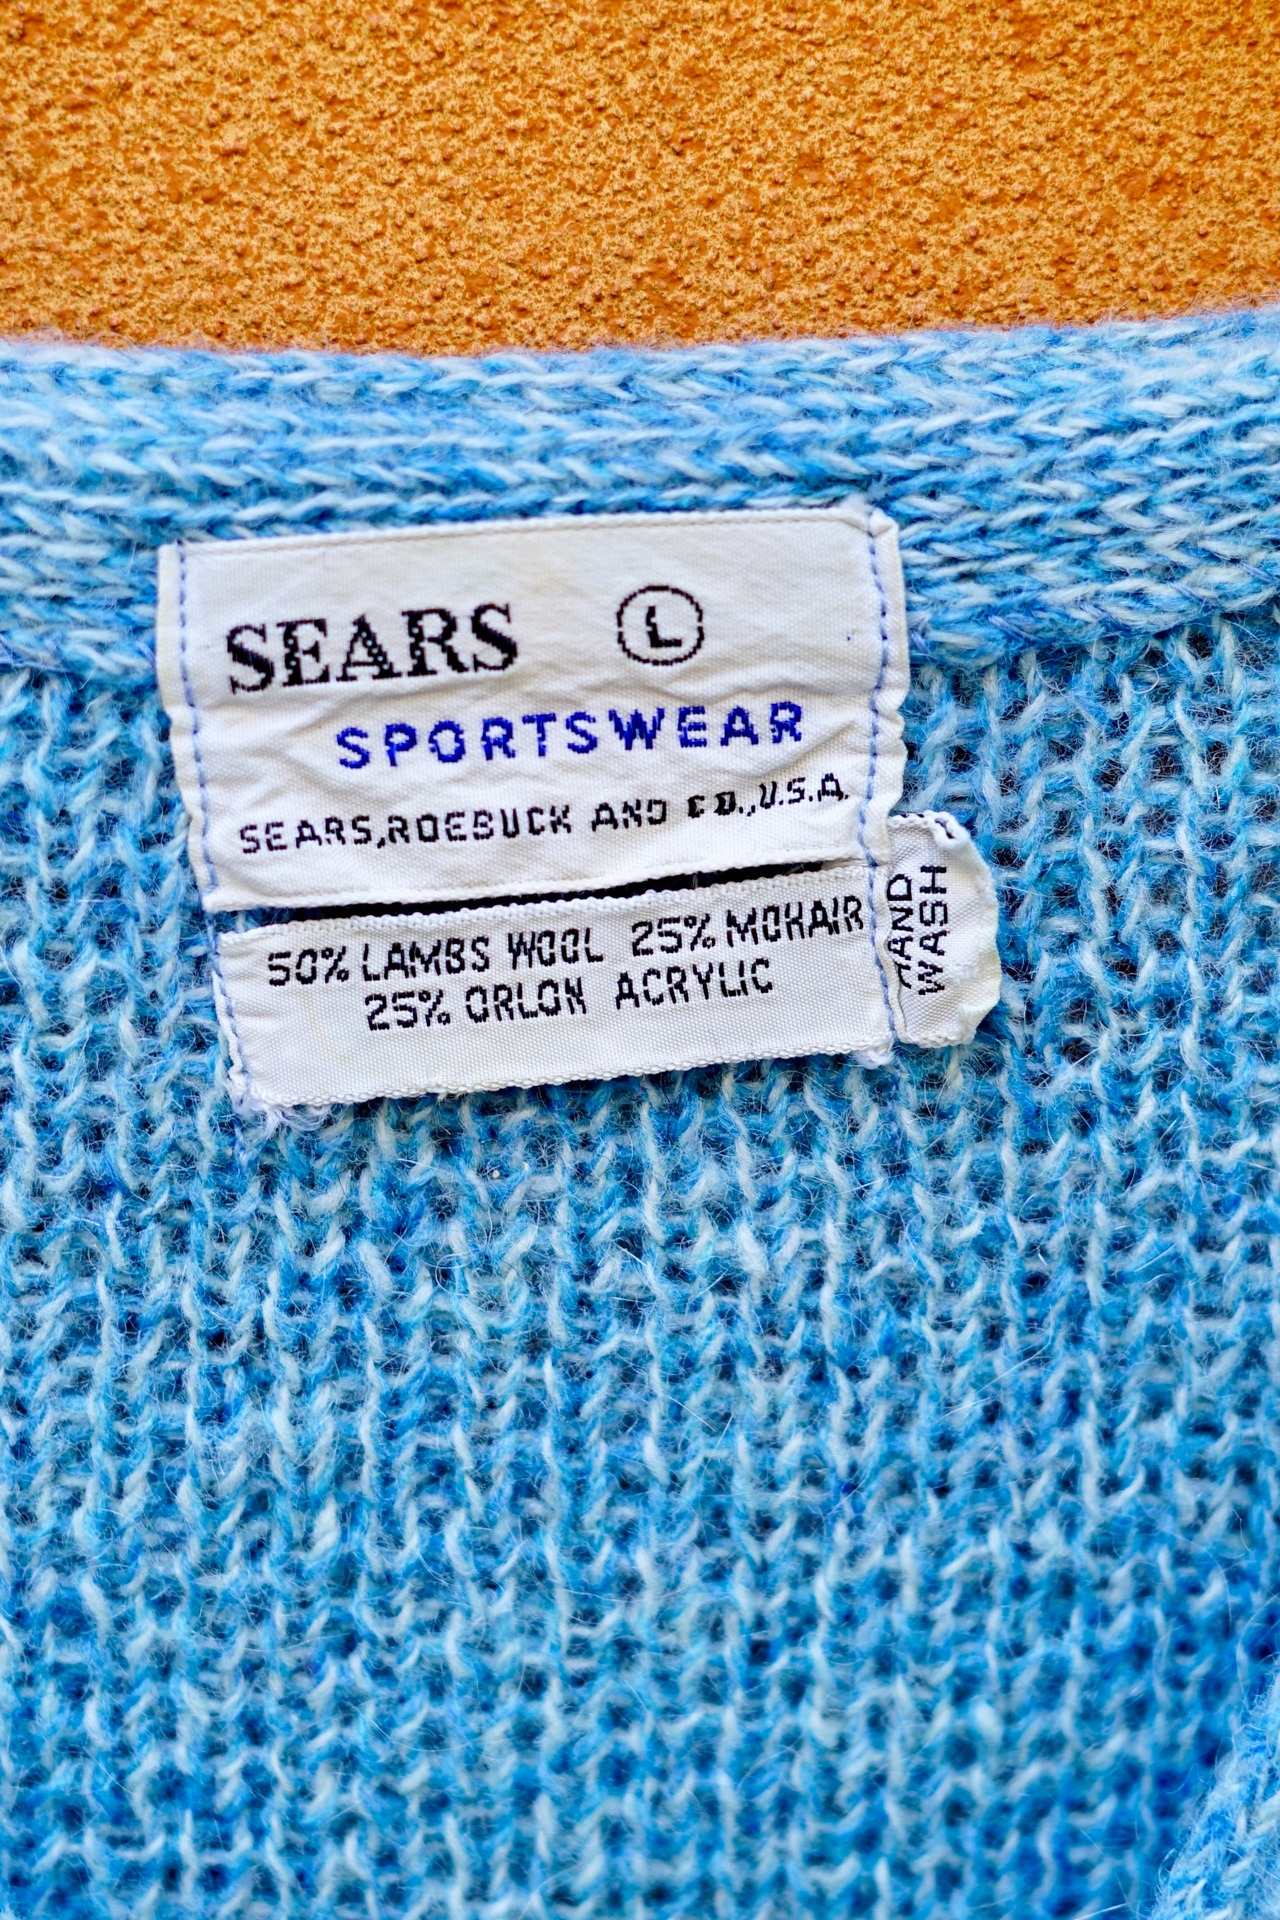 SEARS L
SPORTSWEAR
SEARS,ROEBUCK AND CO.,U.S.A.
50% LAMBS WOOL 25% MOHAIR
25% ORLON ACRYLIC
HAND
WASH